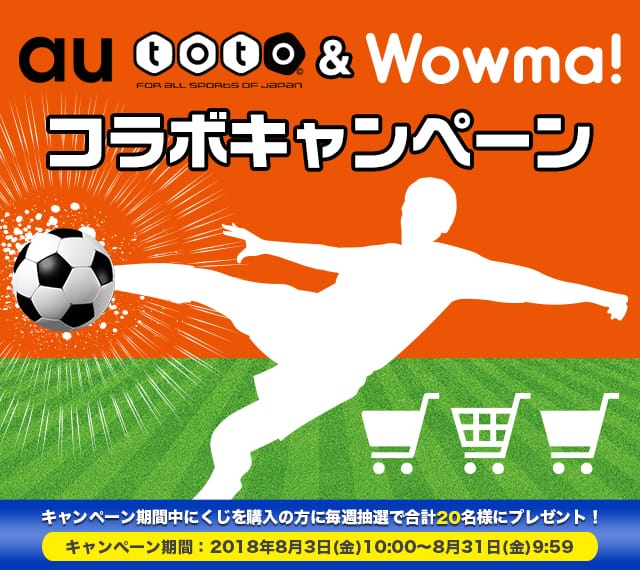 au toto & Wowma!
FOR ALL SPORTS OF JAPAN
コラボキャンペーン
キャンペーン期間中にくじを購入の方に毎週抽選で合計20名様にプレゼント！
キャンペーン期間：2018年8月3日(金)10:00～8月31日(金)9:59